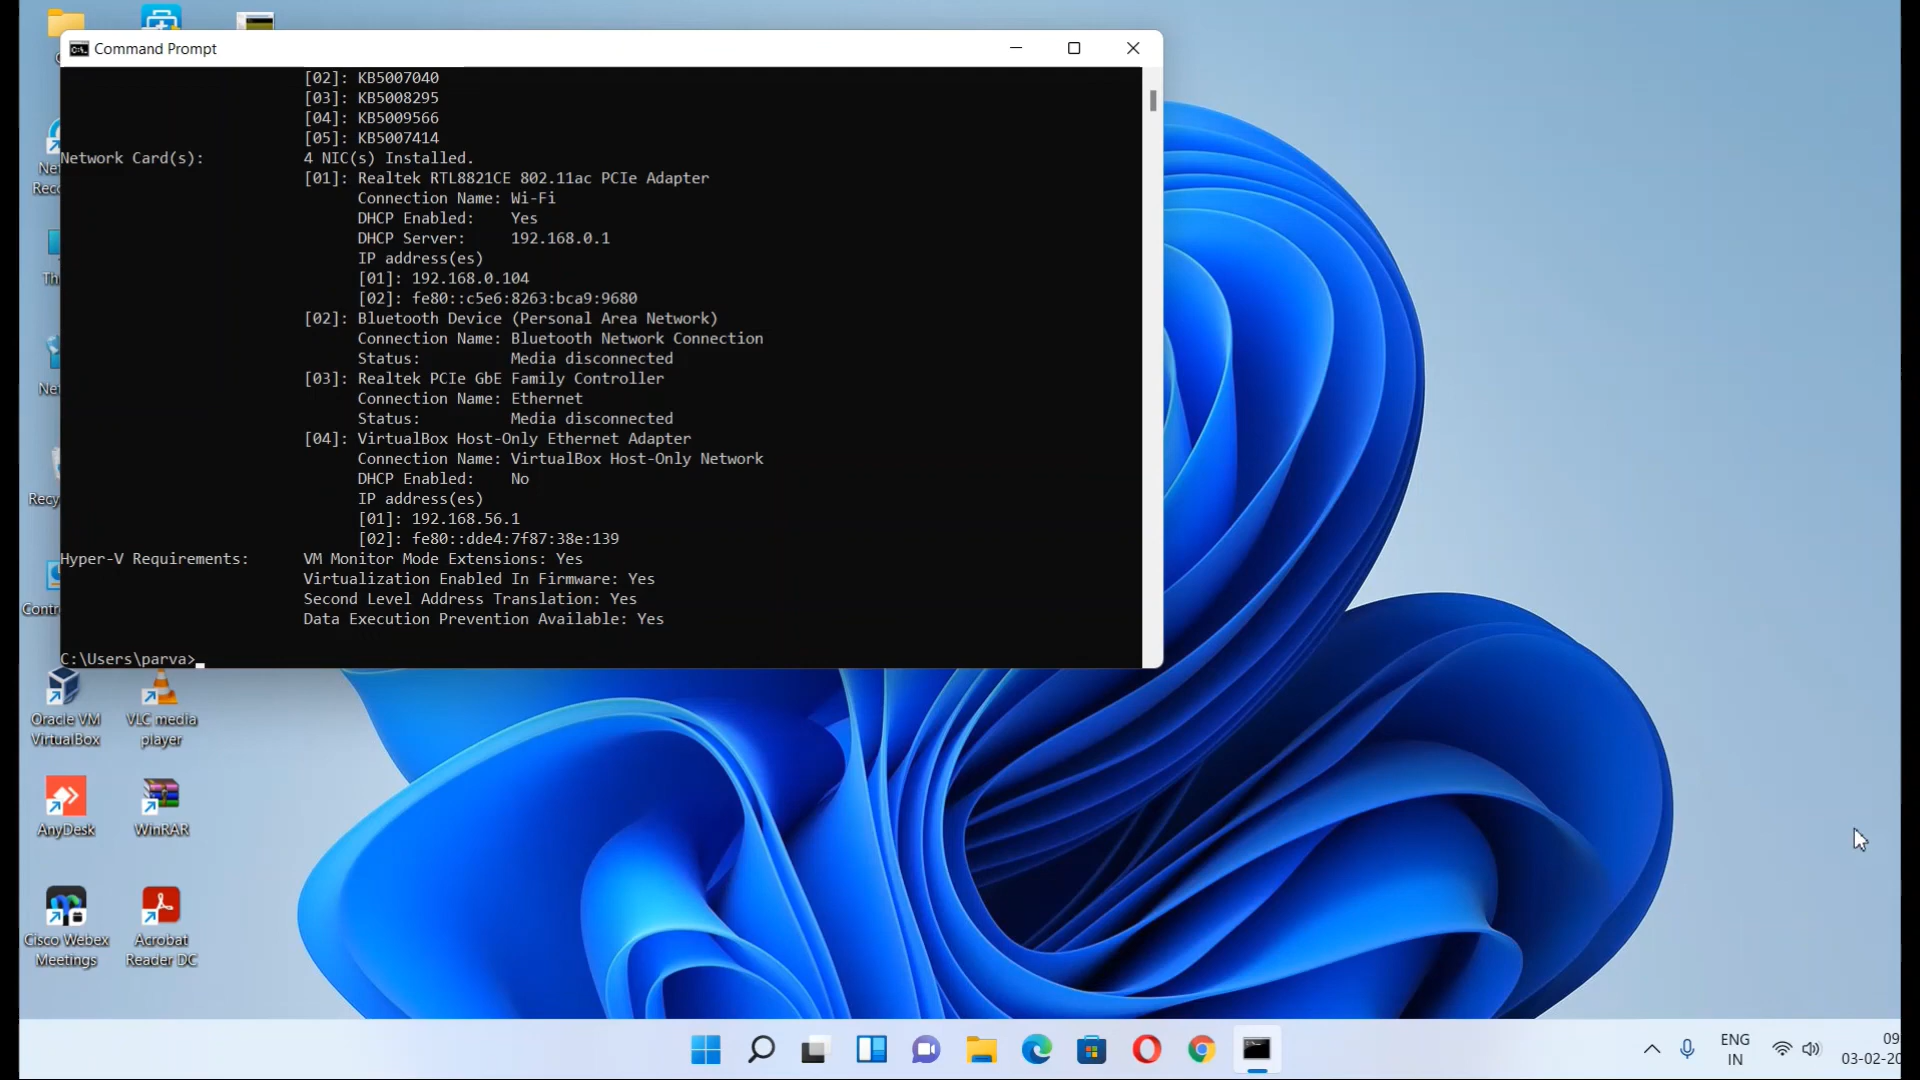 Command Prompt
[02]: KB5007040
[03]: KB5008295
[04]: KB5009566
[05]: KB5007414
Network Card(s): 4 NIC(s) Installed.
[01]: Realtek RTL8821CE 802.11ac PCIe Adapter
Connection Name: Wi-Fi
DHCP Enabled: Yes
DHCP Server: 192.168.0.1
IP address(es)
[01]: 192.168.0.104
[02]: fe80::c5e6:8263:bca9:9680
[02]: Bluetooth Device (Personal Area Network)
Connection Name: Bluetooth Network Connection
Status: Media disconnected
[03]: Realtek PCIe GbE Family Controller
Connection Name: Ethernet
Status: Media disconnected
[04]: VirtualBox Host-Only Ethernet Adapter
Connection Name: VirtualBox Host-Only Network
DHCP Enabled: No
IP address(es)
[01]: 192.168.56.1
[02]: fe80::dde4:7f87:38e:139
Hyper-V Requirements: VM Monitor Mode Extensions: Yes
Virtualization Enabled In Firmware: Yes
Second Level Address Translation: Yes
Data Execution Prevention Available: Yes
C:\Users\parva>
Oracle VM
VirtualBox
VLC media
player
AnyDesk
WinRAR
Cisco Webex
Meetings
Acrobat
Reader DC
ENG
IN
09
03-02-20